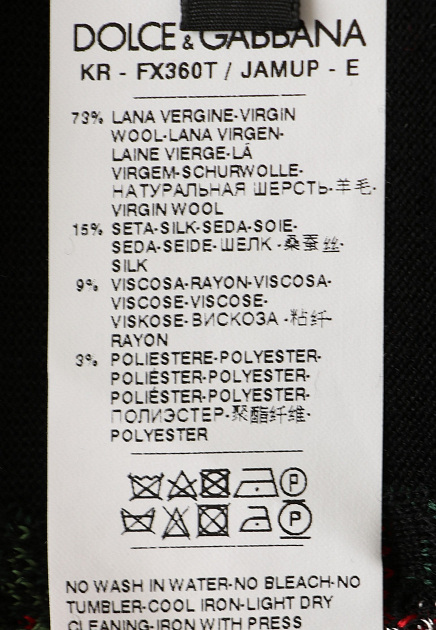 DOLCE & GABBANA
KR - FX360T / JAMUP - E
73% LANA VERGINE-VIRGIN
WOOL-LANA VIRGEN-
LAINE VIERGE-LÁ
VIRGEM-SCHURWOLLE-
НАТУРАЛЬНАЯ ШЕРСТЬ-羊毛-
VIRGIN WOOL
15% SETA-SILK-SEDA-SOIE-
SEDA-SEIDE-ШЕЛК -桑蚕丝-
SILK
9% VISCOSA-RAYON-VISCOSA-
VISCOSE-VISCOSE-
VISKOSE-ВИСКОЗА -粘纤-
RAYON
3% POLIESTERE-POLYESTER-
POLIÉSTER-POLYESTER-
POLIÉSTER-POLYESTER-
ПОЛИЭСТЕР-聚酯纤维-
POLYESTER
P
P
NO WASH IN WATER-NO BLEACH-NO
TUMBLER-COOL IRON-LIGHT DRY
CLEANING-IRON WITH PRESS